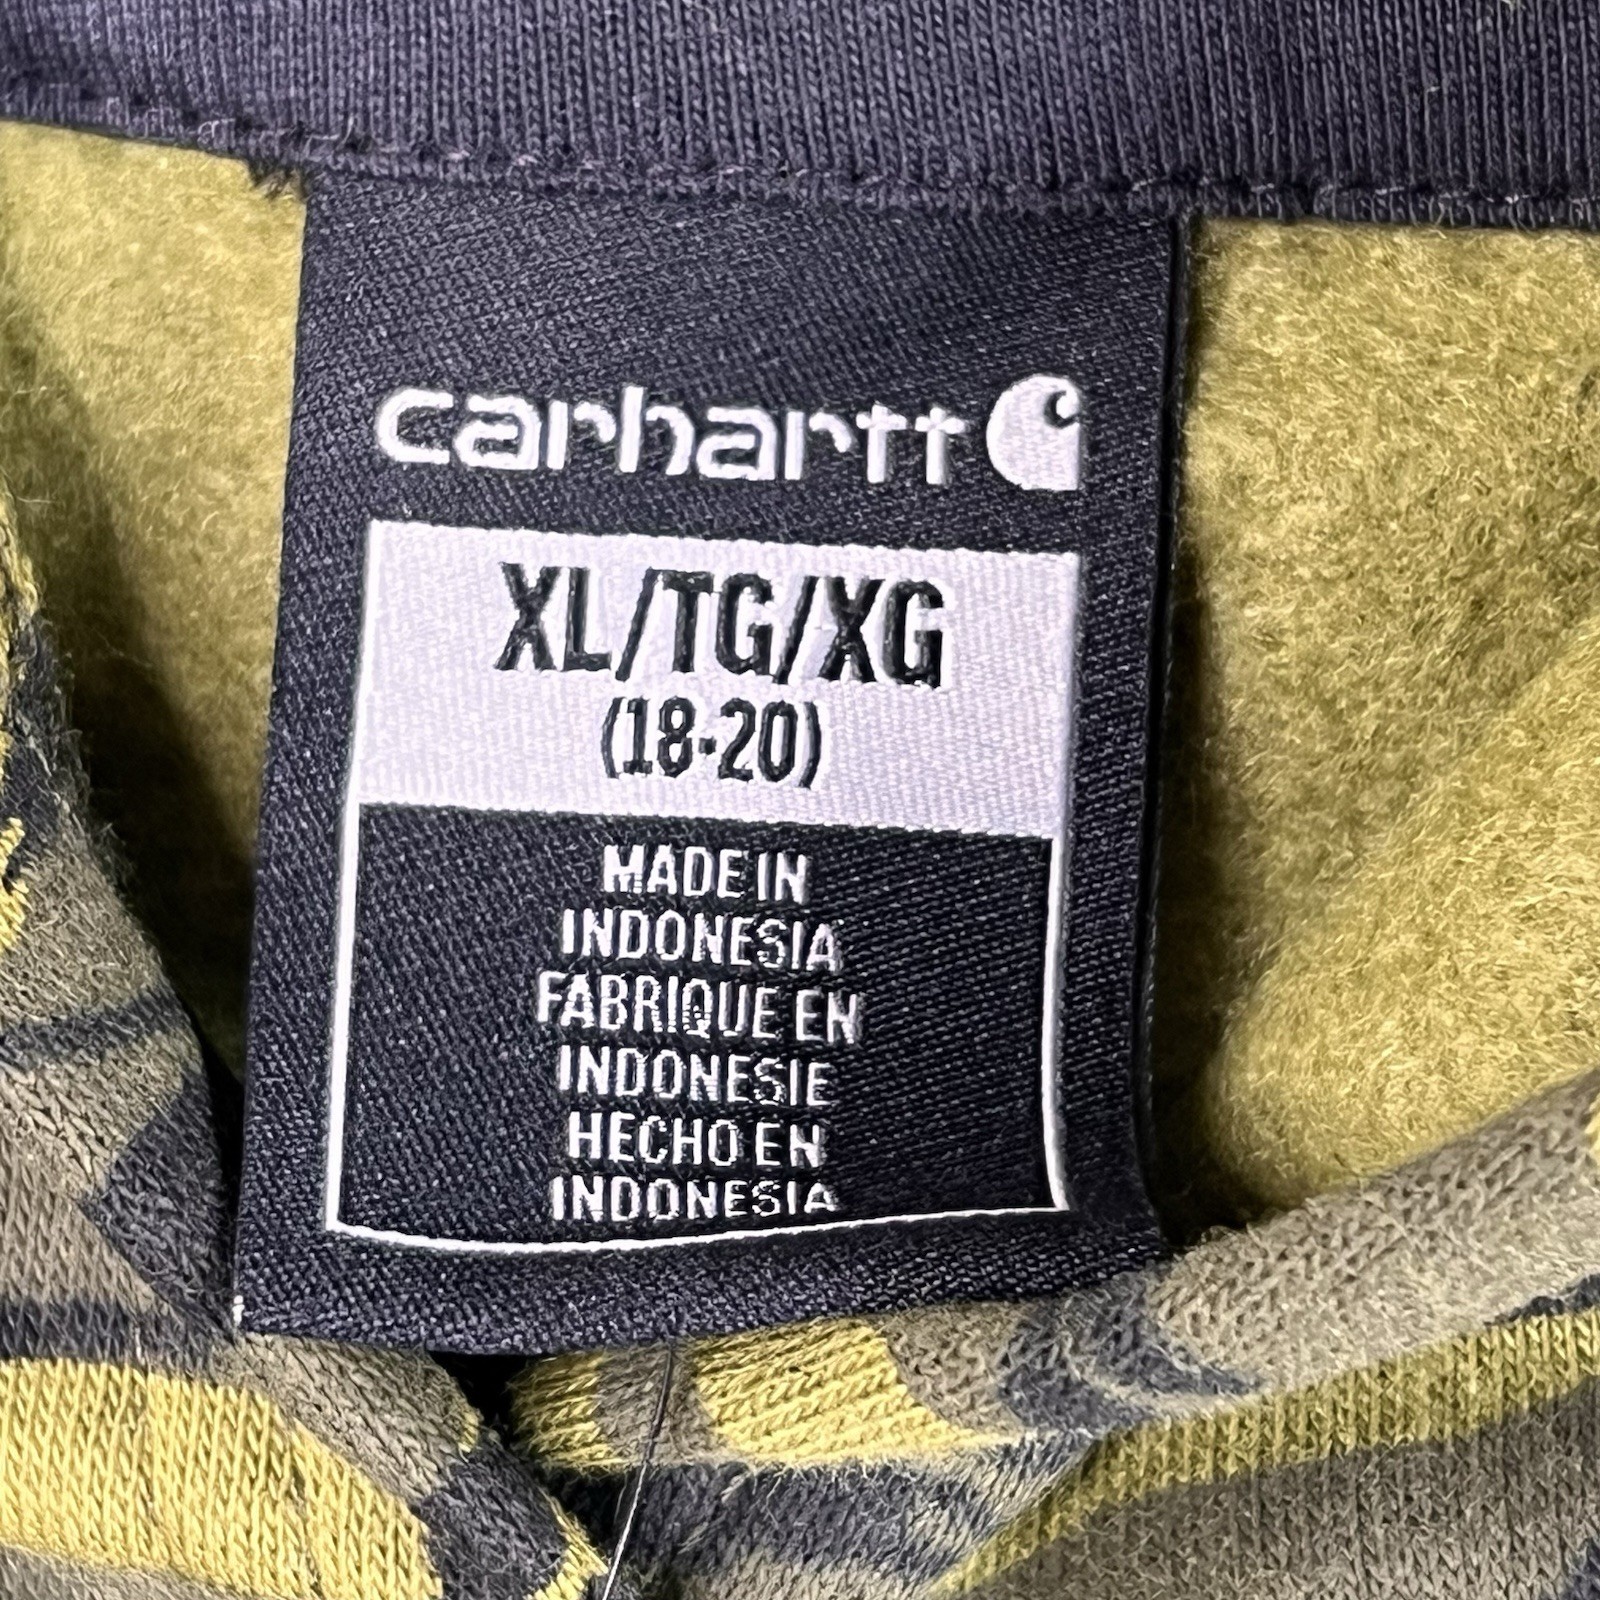 carhartt
XL/TG/XG
(18-20)
MADE IN
INDONESIA
FABRIQUE EN
INDONESIE
HECHO EN
INDONESIA